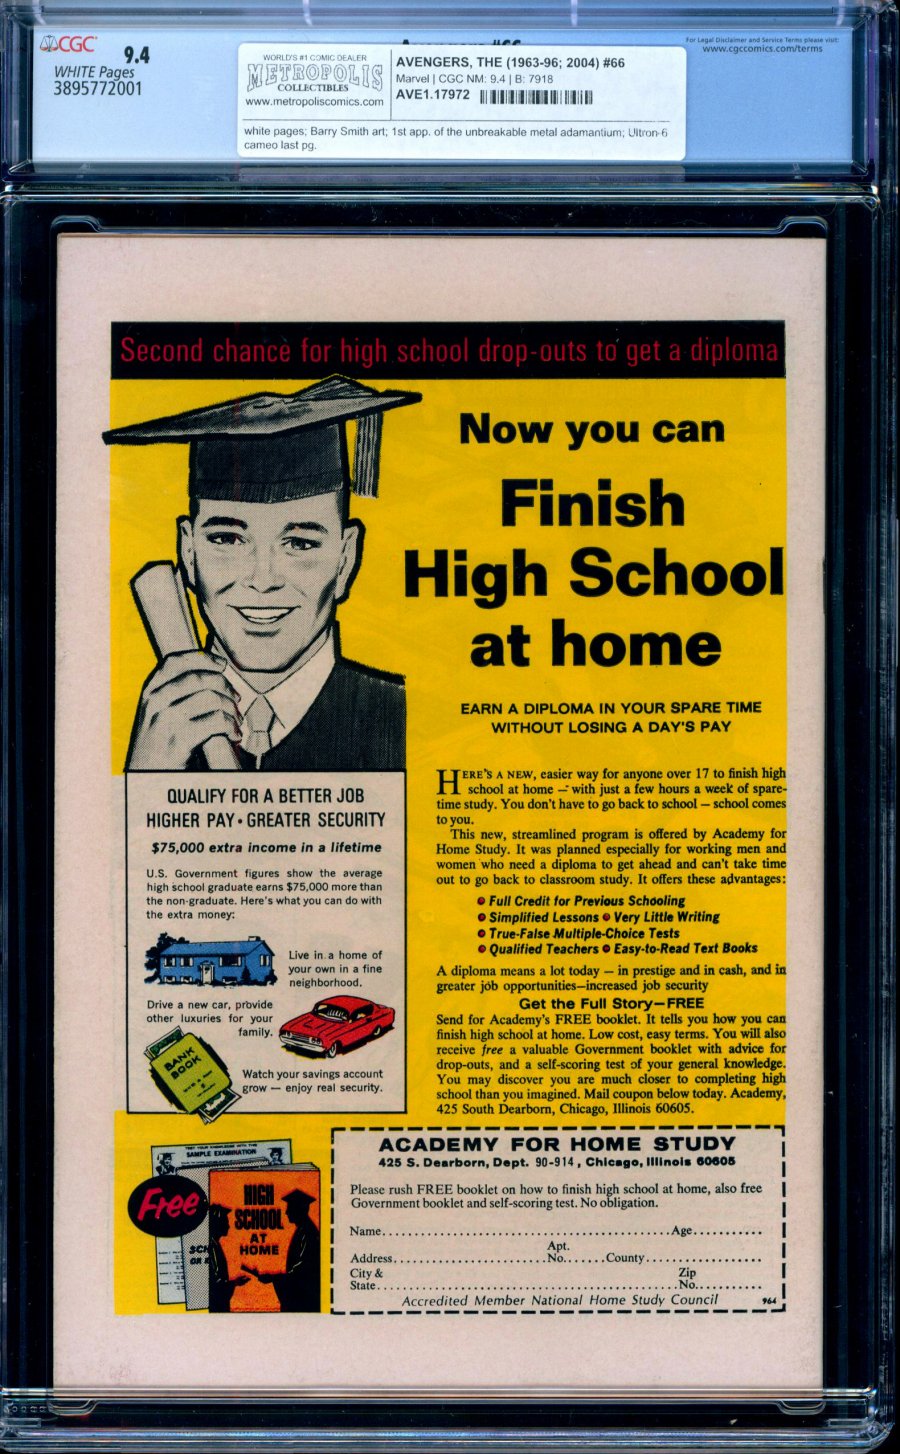 CGC
9.4
WHITE Pages
3895772001
WORLD'S #1 COMIC DEALER
METROPOLIS
COLLECTIBLES
www.metropoliscomics.com
AVENGERS, THE (1963-96; 2004) #66
Marvel | CGC NM: 9.4 | B: 7918
AVE1.17972
white pages; Barry Smith art; 1st app. of the unbreakable metal adamantium; Ultron-6
cameo last pg.
For Legal Disclaimer and Service Terms please visit:
www.cgccomics.com/terms
Second chance for high school drop-outs to get a diploma
Now you can
Finish
High School
at home
EARN A DIPLOMA IN YOUR SPARE TIME
WITHOUT LOSING A DAY'S PAY
HERE'S A NEW, easier way for anyone over 17 to finish high
school at home — with just a few hours a week of spare-
time study. You don't have to go back to school — school comes
to you.
This new, streamlined program is offered by Academy for
Home Study. It was planned especially for working men and
women who need a diploma to get ahead and can't take time
out to go back to classroom study. It offers these advantages:
Full Credit for Previous Schooling
Simplified Lessons Very Little Writing
True-False Multiple-Choice Tests
Qualified Teachers Easy-to-Read Text Books
A diploma means a lot today — in prestige and in cash, and in
greater job opportunities—increased job security
Get the Full Story—FREE
Send for Academy's FREE booklet. It tells you how you can
finish high school at home. Low cost, easy terms. You will also
receive free a valuable Government booklet with advice for
drop-outs, and a self-scoring test of your general knowledge.
You may discover you are much closer to completing high
school than you imagined. Mail coupon below today. Academy,
425 South Dearborn, Chicago, Illinois 60605.
QUALIFY FOR A BETTER JOB
HIGHER PAY • GREATER SECURITY
$75,000 extra income in a lifetime
U.S. Government figures show the average
high school graduate earns $75,000 more than
the non-graduate. Here's what you can do with
the extra money:
Live in a home of
your own in a fine
neighborhood.
Drive a new car, provide
other luxuries for your
family.
BANK
BOOK
Watch your savings account
grow — enjoy real security.
TEST YOUR KNOWLEDGE WITH THIS
SAMPLE EXAMINATION
Free
HIGH
SCHOOL
AT
HOME
ACADEMY FOR HOME STUDY
425 S. Dearborn, Dept. 90-914, Chicago, Illinois 60605
Please rush FREE booklet on how to finish high school at home, also free
Government booklet and self-scoring test. No obligation.
Name Age
Apt.
Address No. County
City & Zip
State No.
Accredited Member National Home Study Council 964